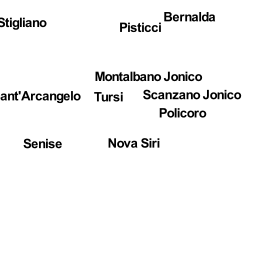 Bernalda
Stigliano
Pisticci
Montalbano Jonico
ant'Arcangelo
Tursi
Scanzano Jonico
Policoro
Senise
Nova Siri